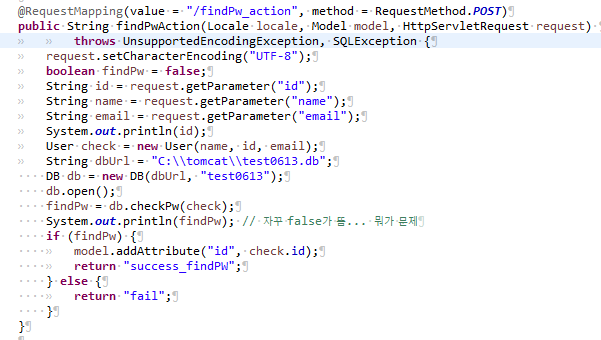 @RequestMapping(value = "/findPw_action", method = RequestMethod.POST)
public String findPwAction(Locale locale, Model model, HttpServletRequest request)
throws UnsupportedEncodingException, SQLException {
request.setCharacterEncoding("UTF-8");
boolean findPw = false;
String id = request.getParameter("id");
String name = request.getParameter("name");
String email = request.getParameter("email");
System.out.println(id);
User check = new User(name, id, email);
String dbUrl = "C:\\tomcat\\test0613.db";
DB db = new DB(dbUrl, "test0613");
db.open();
findPw = db.checkPw(check);
System.out.println(findPw); // 자꾸 false가 뜸... 뭐가 문제
if (findPw) {
model.addAttribute("id", check.id);
return "success_findPW";
} else {
return "fail";
}
}